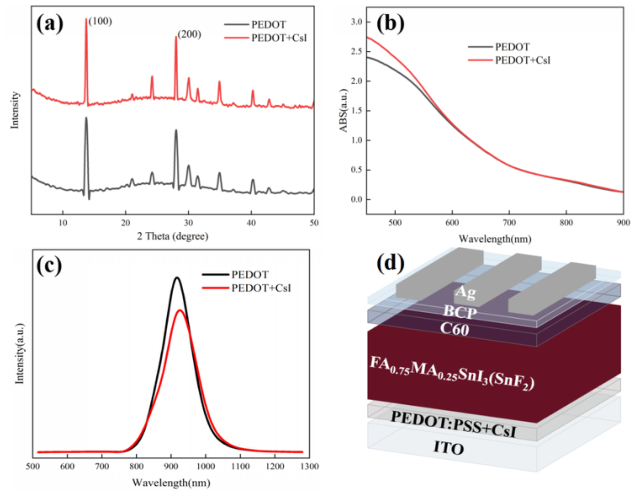 (a)
(100)
(200)
PEDOT
PEDOT+CsI
Intensity
10 20 30 40 50
2 Theta (degree)
(b)
PEDOT
PEDOT+CsI
ABS(a.u.)
3.0
2.5
2.0
1.5
1.0
0.5
0.0
500 600 700 800 900
Wavelength(nm)
(c)
PEDOT
PEDOT+CsI
Intensity(a.u.)
500 600 700 800 900 1000 1100 1200 1300
Wavelength(nm)
(d)
Ag
BCP
C60
FA0.75MA0.25SnI3(SnF2)
PEDOT:PSS+CsI
ITO